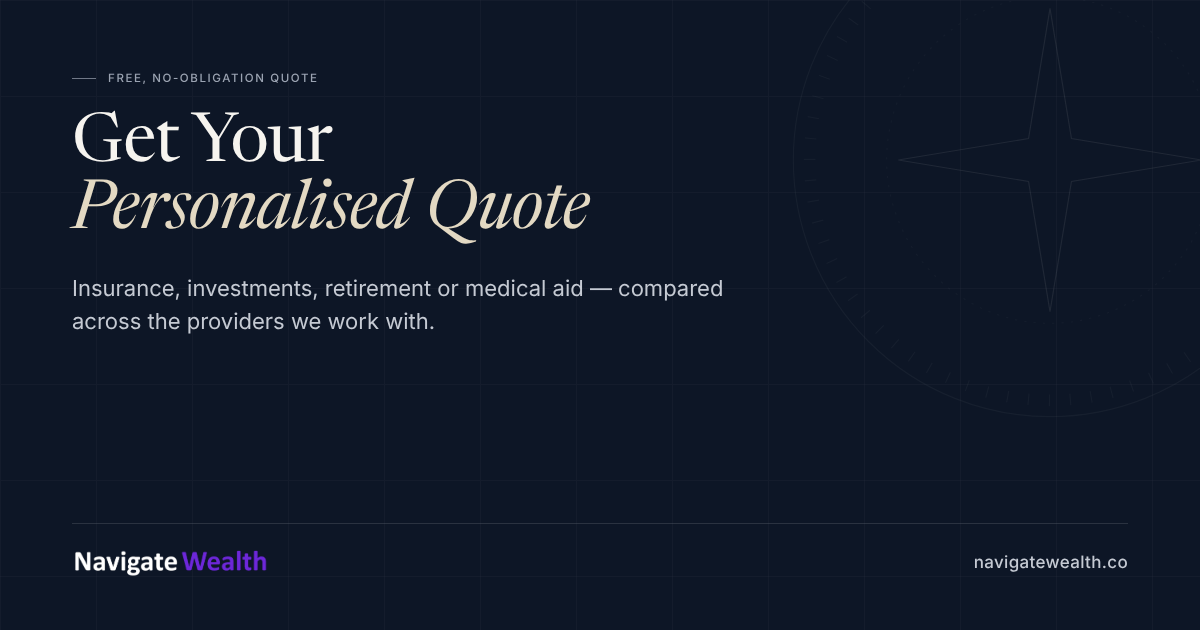 FREE, NO-OBLIGATION QUOTE
Get Your
Personalised Quote
Insurance, investments, retirement or medical aid — compared
across the providers we work with.
Navigate Wealth
navigatewealth.co